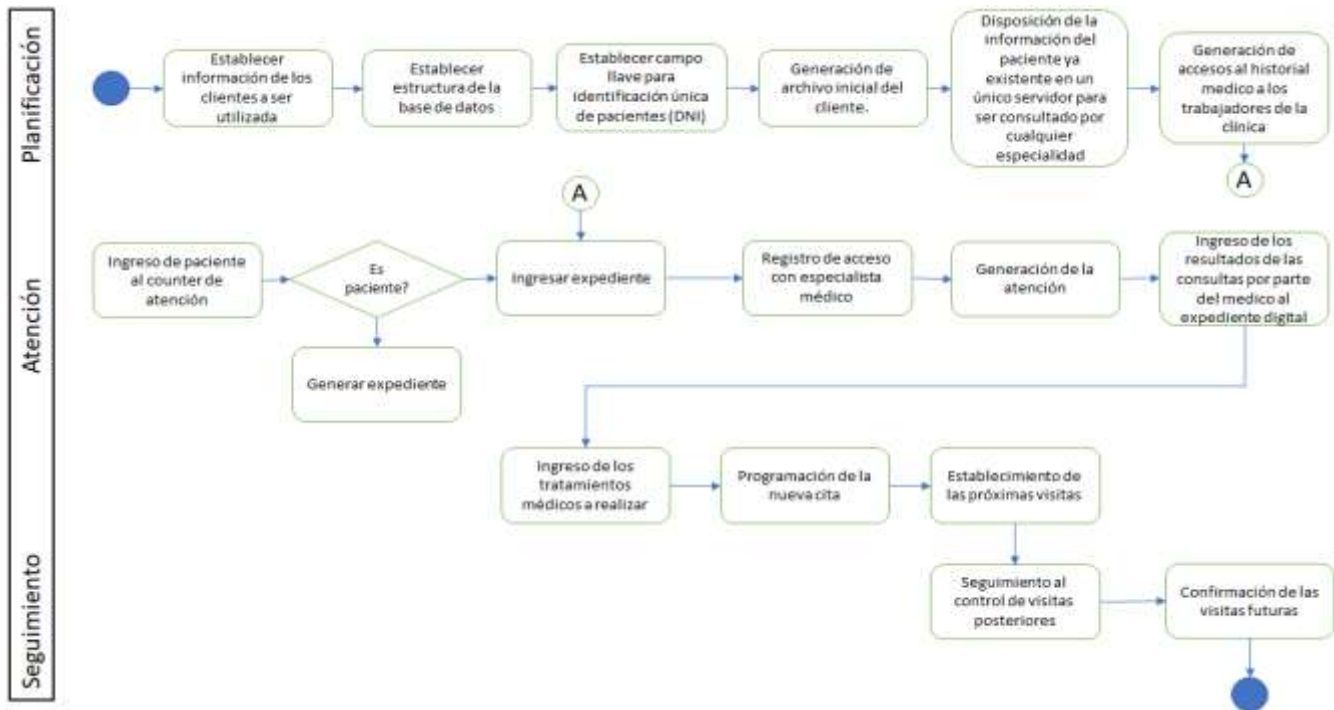 Planificación
Establecer
información de los
clientes a ser
utilizada
Establecer
estructura de la
base de datos
Establecer campo
llave para
identificación única
de pacientes (DNI)
Generación de
archivo inicial del
cliente.
Disposición de la
información del
paciente ya
existente en un
único servidor para
ser consultado por
cualquier
especialidad
Generación de
accesos al historial
medico a los
trabajadores de la
clínica
A
Atención
A
Ingreso de paciente
al counter de
atención
Es
paciente?
Ingresar expediente
Registro de acceso
con especialista
médico
Generación de la
atención
Ingreso de los
resultados de las
consultas por parte
del medico al
expediente digital
Generar expediente
Ingreso de los
tratamientos
médicos a realizar
Programación de la
nueva cita
Establecimiento de
las próximas visitas
Seguimiento
Seguimiento al
control de visitas
posteriores
Confirmación de las
visitas futuras